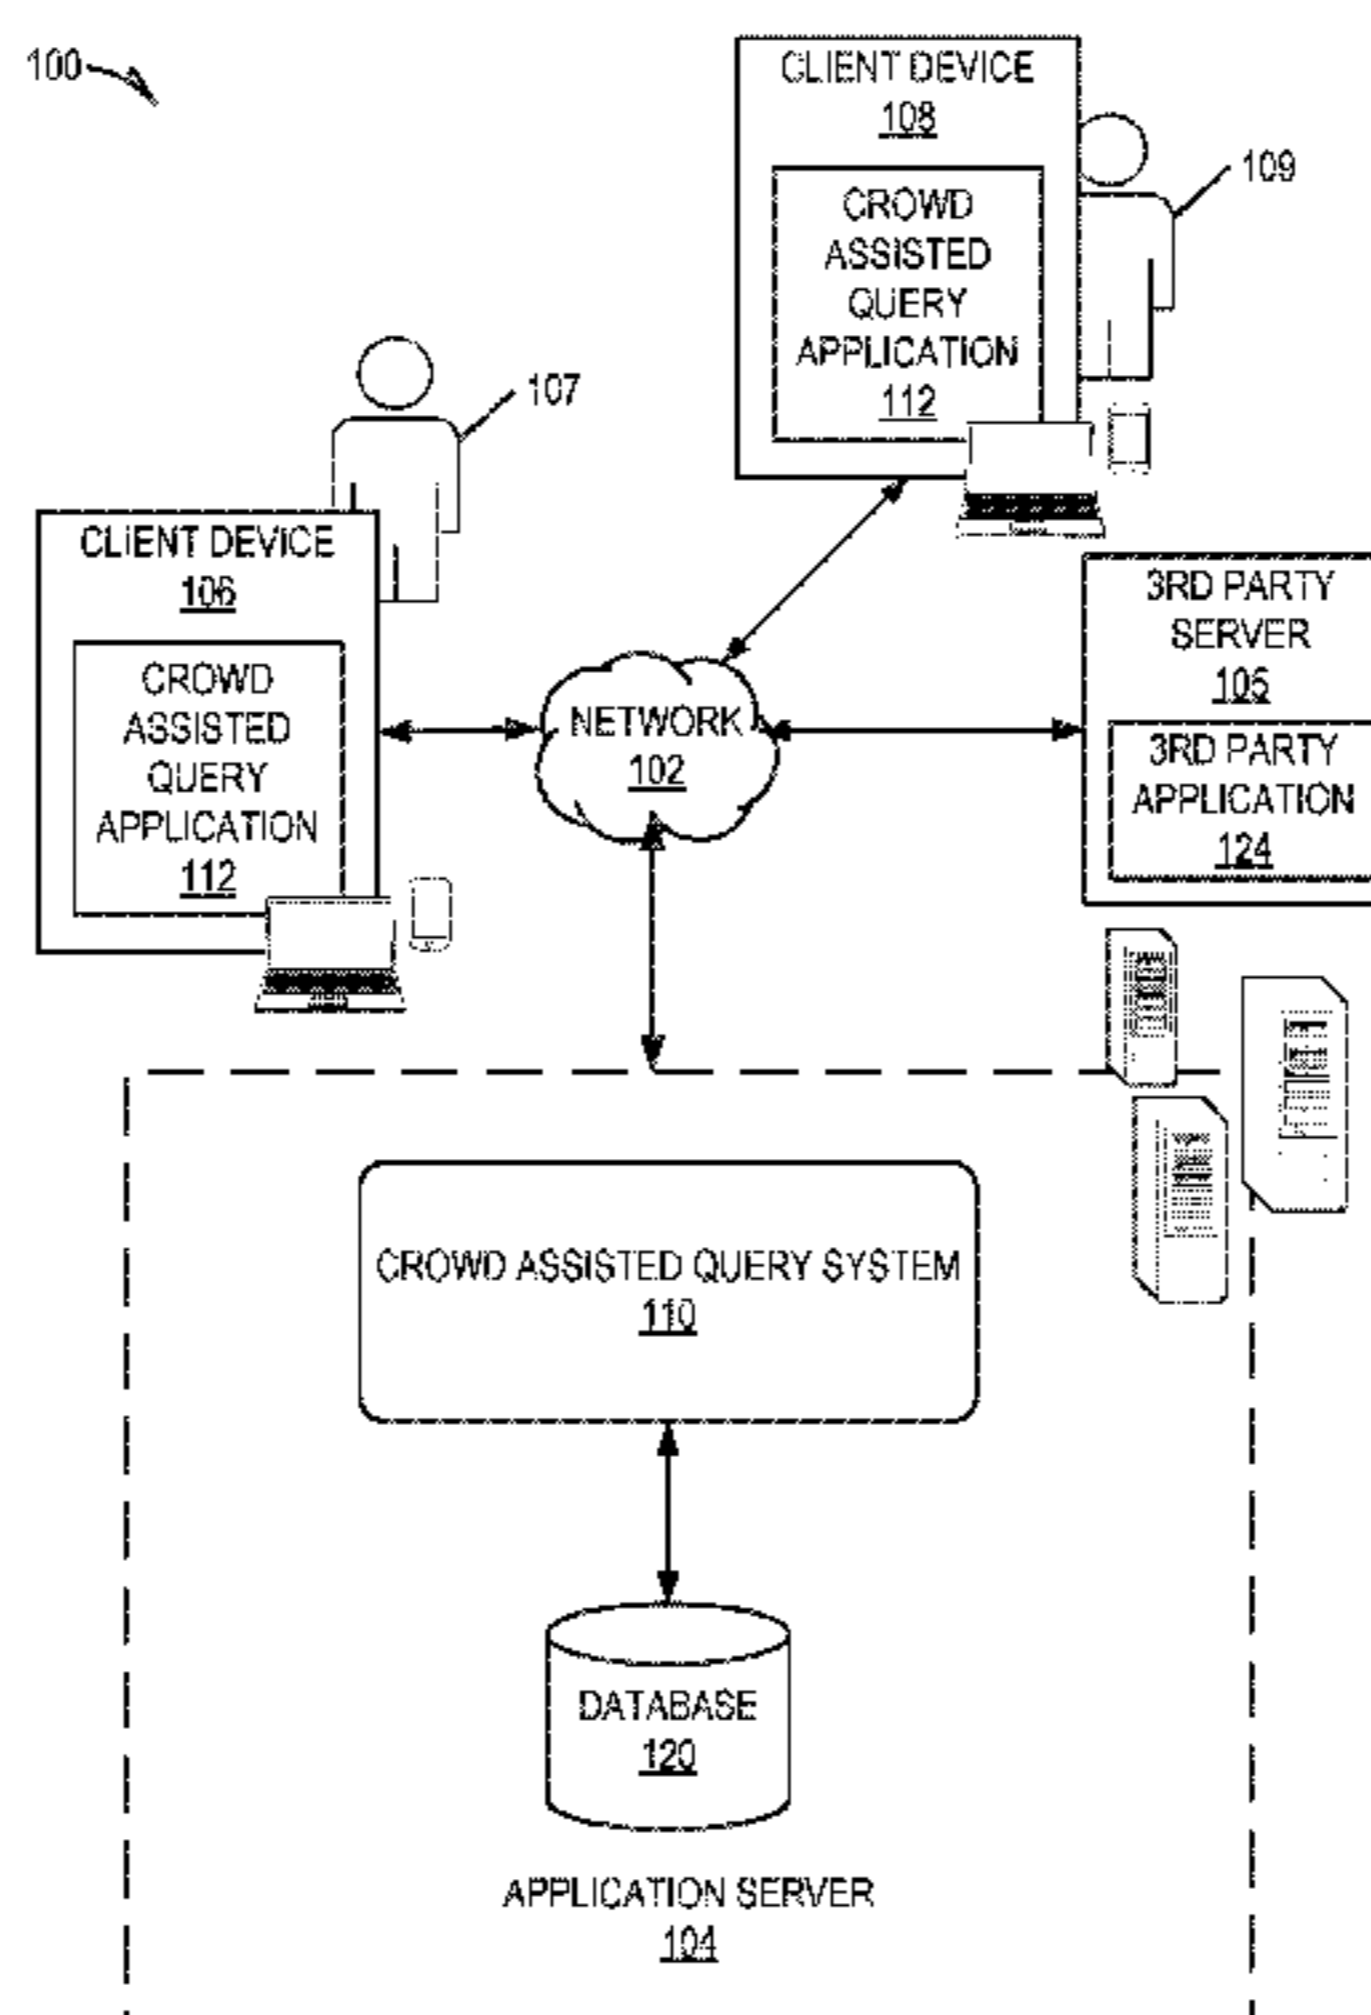 100
CLIENT DEVICE
108
CROWD
ASSISTED
QUERY
APPLICATION
112
109
107
CLIENT DEVICE
106
CROWD
ASSISTED
QUERY
APPLICATION
112
NETWORK
102
3RD PARTY
SERVER
105
3RD PARTY
APPLICATION
124
CROWD ASSISTED QUERY SYSTEM
110
DATABASE
120
APPLICATION SERVER
104